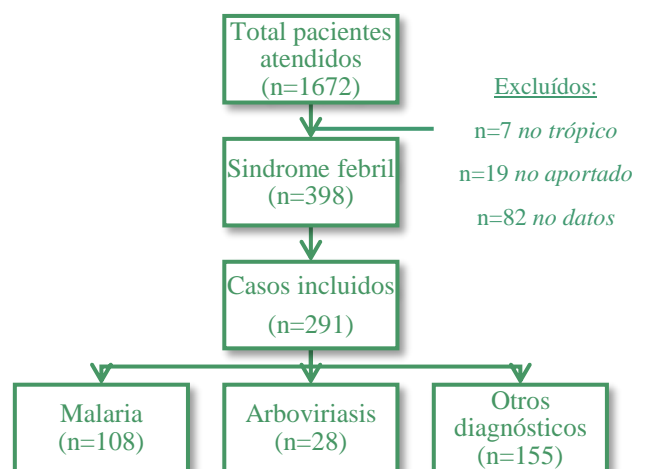 Total pacientes
atendidos
(n=1672)
Excluídos:
n=7 no trópico
n=19 no aportado
n=82 no datos
Sindrome febril
(n=398)
Casos incluidos
(n=291)
Malaria
(n=108)
Arboviriasis
(n=28)
Otros
diagnósticos
(n=155)